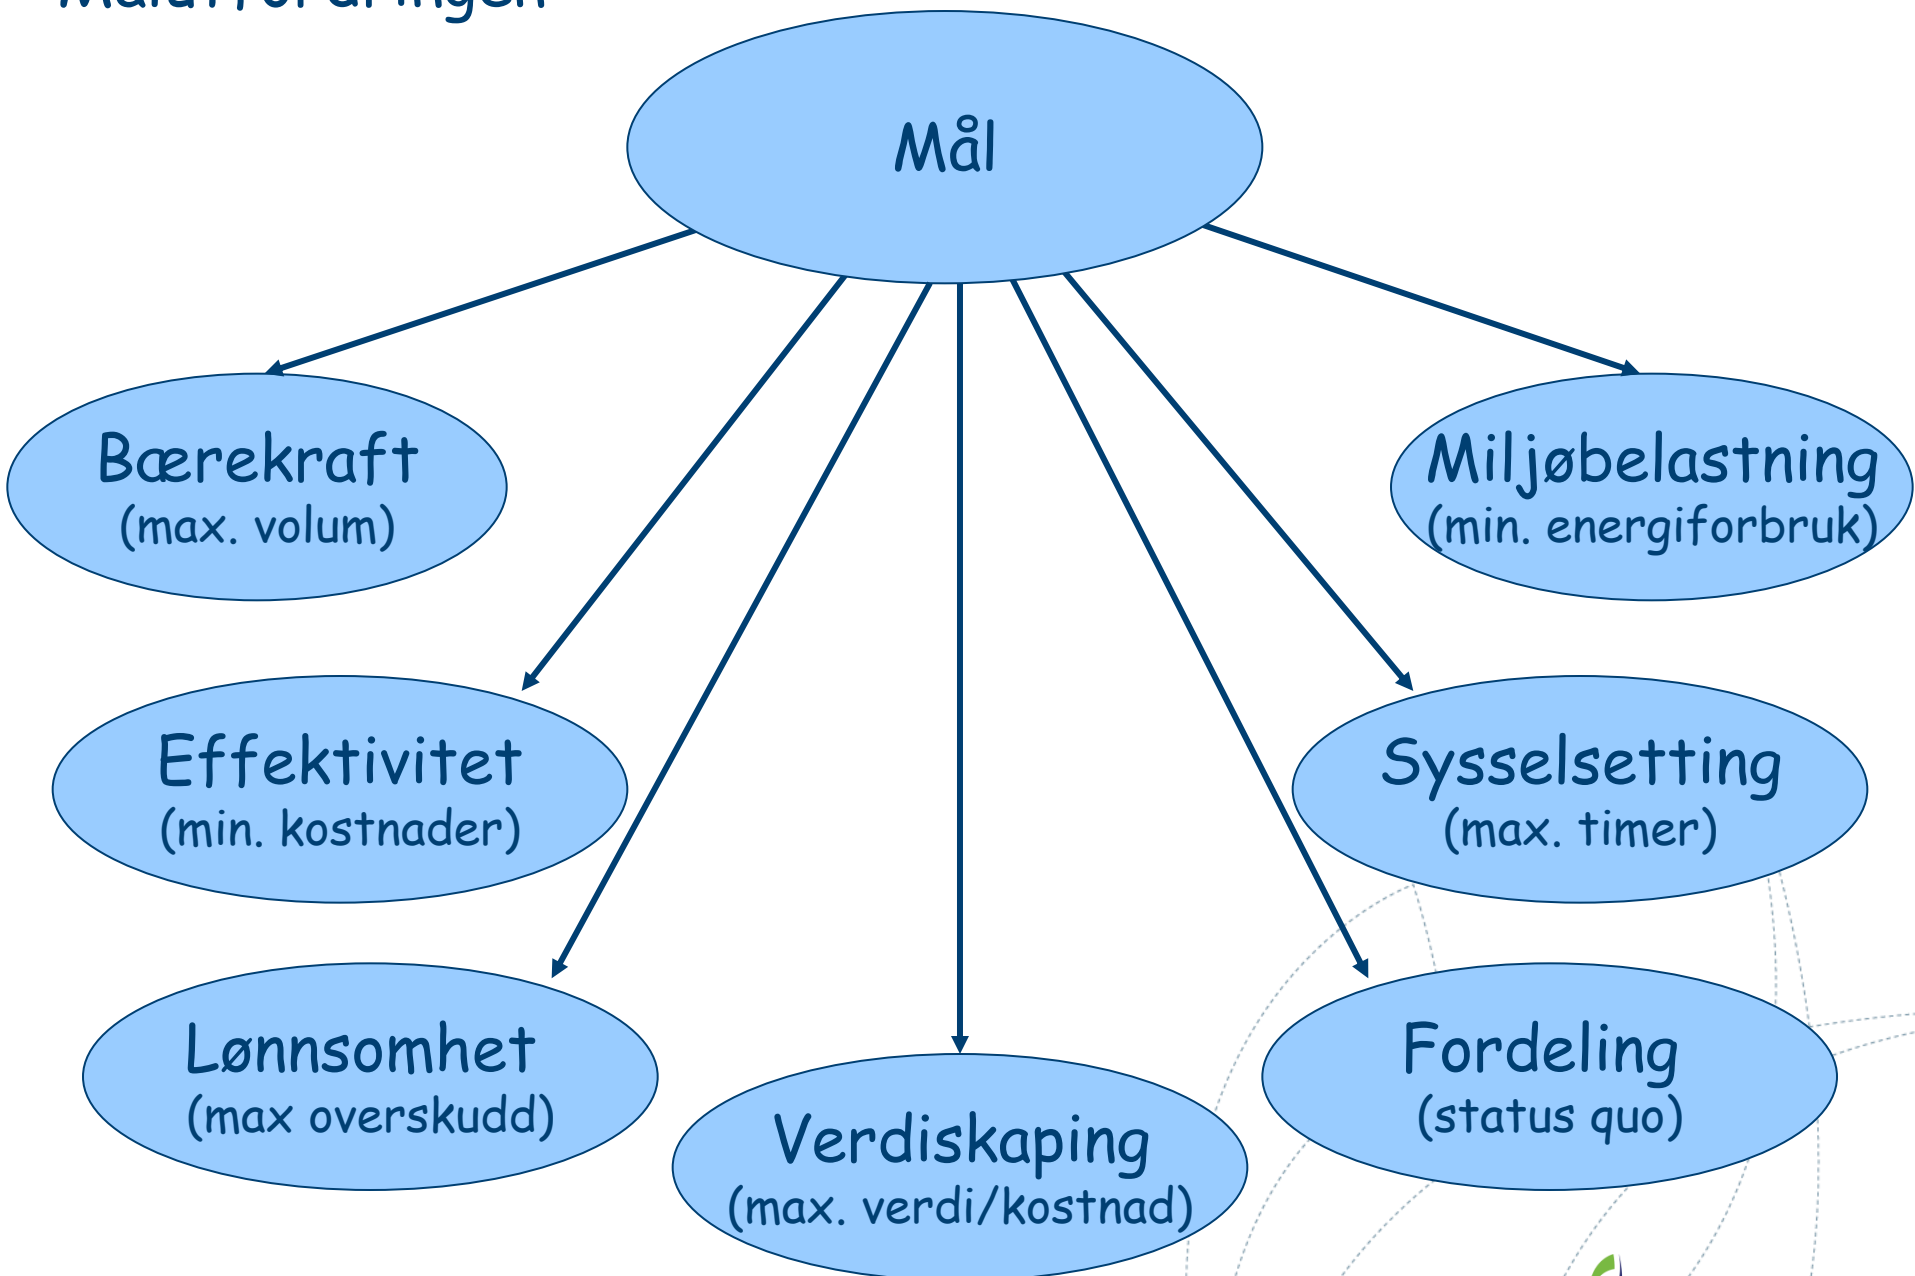 Målutfordringen
Mål
Bærekraft
(max. volum)
Miljøbelastning
(min. energiforbruk)
Effektivitet
(min. kostnader)
Sysselsetting
(max. timer)
Lønnsomhet
(max overskudd)
Fordeling
(status quo)
Verdiskaping
(max. verdi/kostnad)